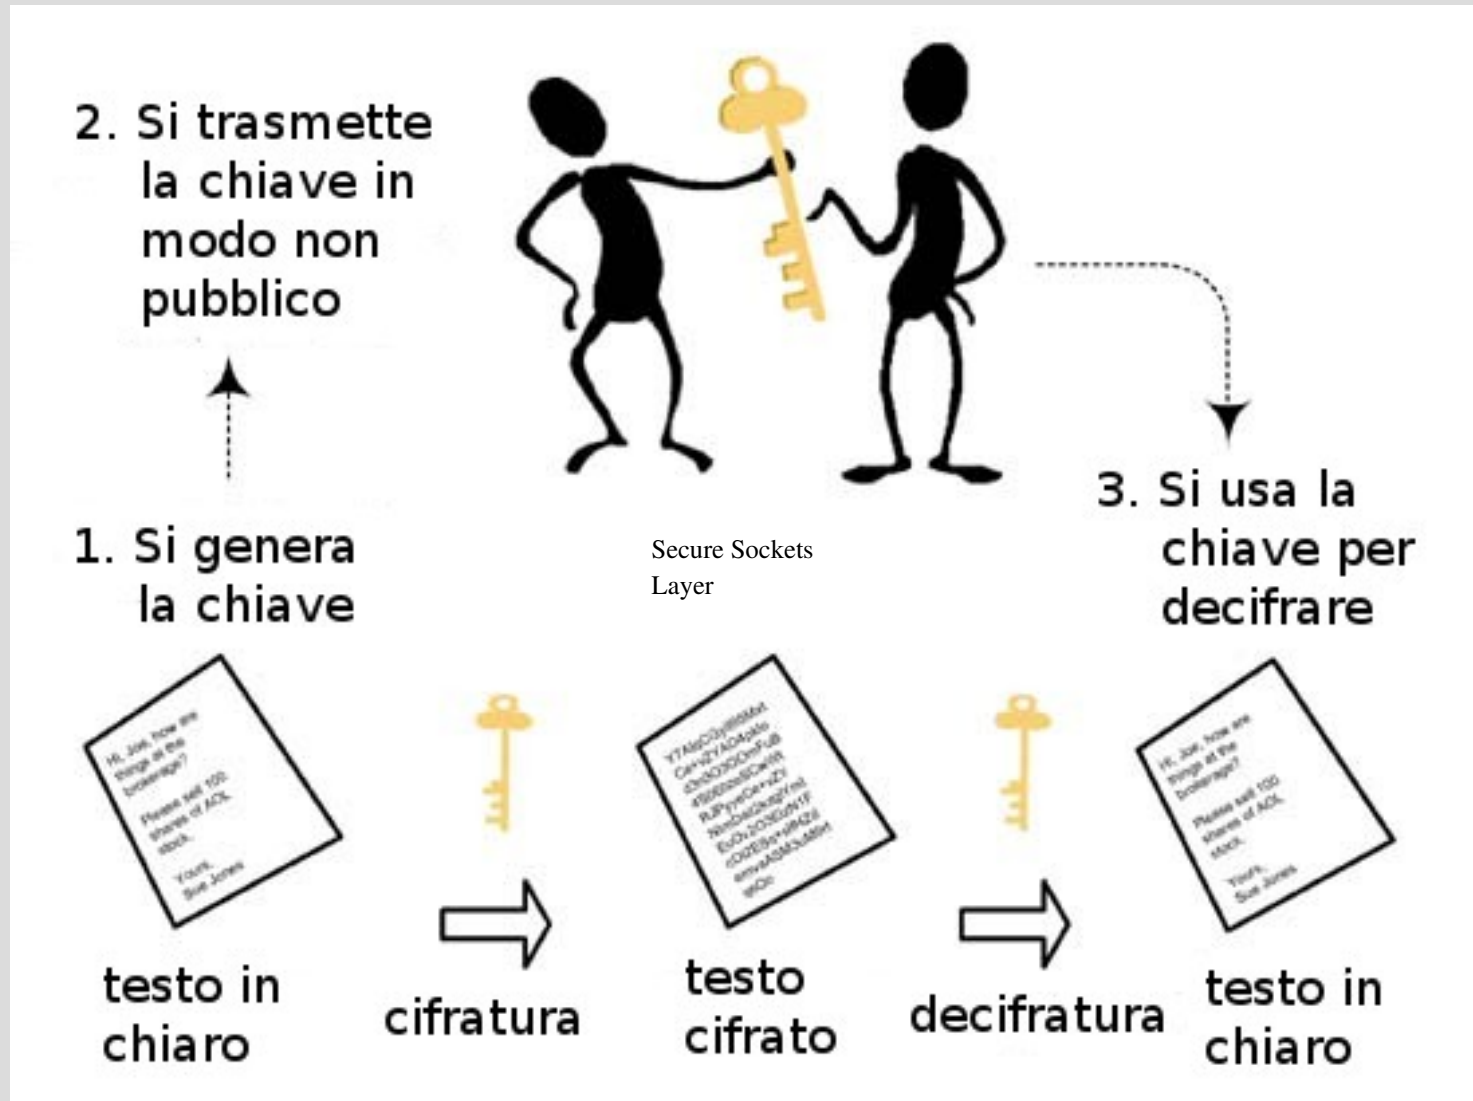 2. Si trasmette
la chiave in
modo non
pubblico
1. Si genera
la chiave
3. Si usa la
chiave per
decifrare
Secure Sockets
Layer
Hi, Joe, how are
things at the
brokerage?
Please sell 100
shares of AOL
stock.
Yours,
Sue Jones
Hi, Joe, how are
things at the
brokerage?
Please sell 100
shares of AOL
stock.
Yours,
Sue Jones
testo in
chiaro
cifratura
testo
cifrato
decifratura
testo in
chiaro